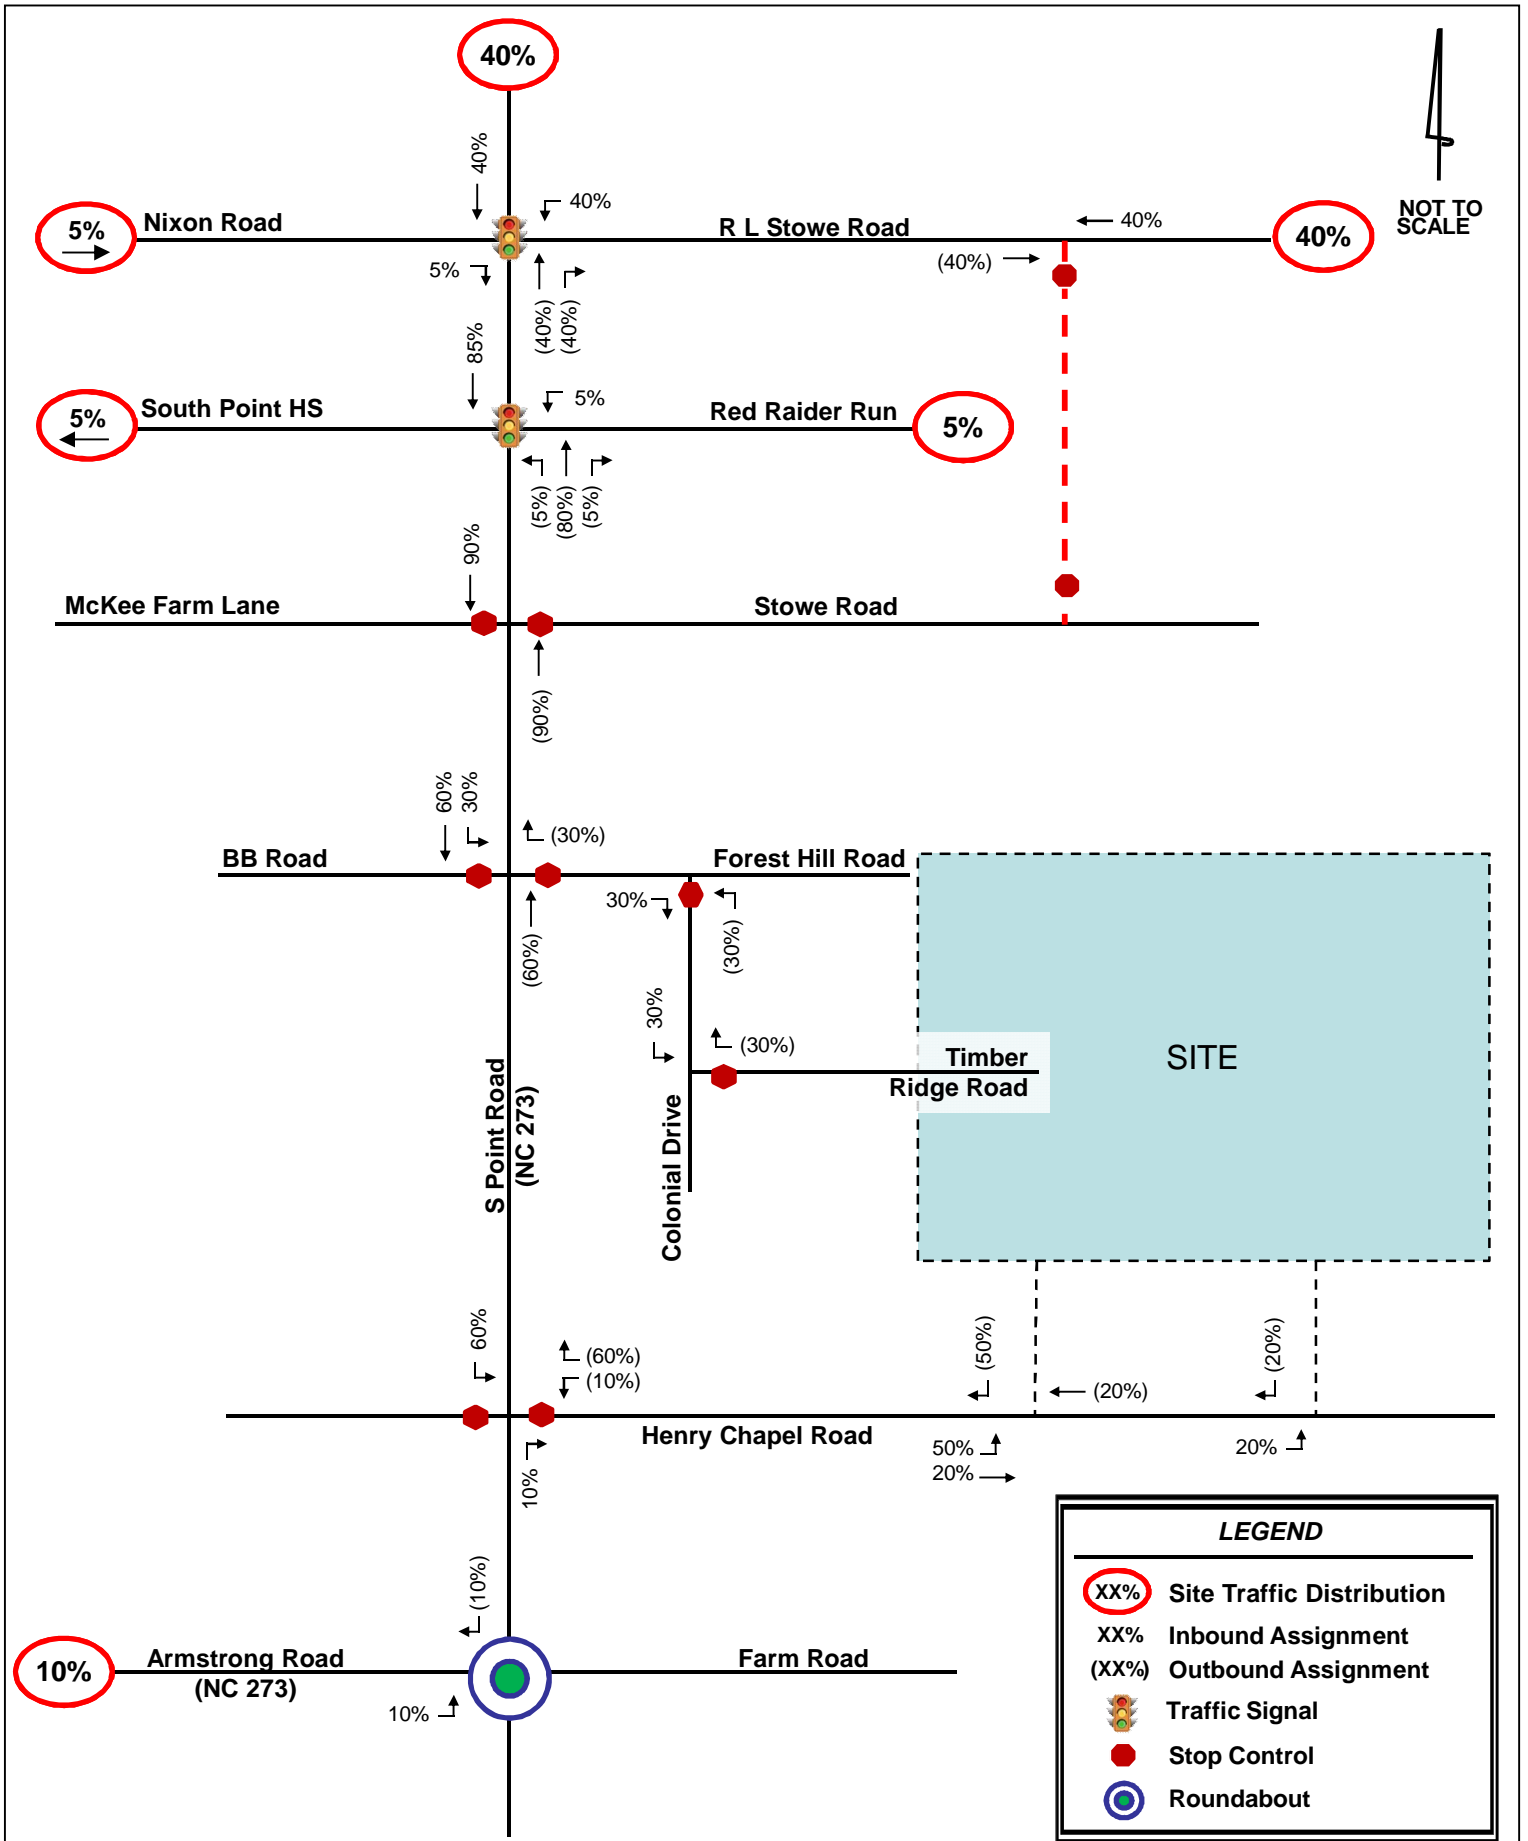 40%
40%
40%
5%
Nixon Road
R L Stowe Road
40%
40%
NOT TO
SCALE
5%
(40%)
(40%)
(40%)
85%
5%
South Point HS
5%
Red Raider Run
5%
(5%)
(80%)
(5%)
90%
McKee Farm Lane
Stowe Road
(90%)
60%
30%
(30%)
BB Road
Forest Hill Road
30%
(30%)
(60%)
30%
(30%)
Timber
Ridge Road
SITE
S Point Road
(NC 273)
Colonial Drive
60%
(60%)
(10%)
(50%)
(20%)
(20%)
Henry Chapel Road
10%
50%
20%
20%
(10%)
10%
Armstrong Road
(NC 273)
Farm Road
10%
LEGEND
XX% Site Traffic Distribution
XX% Inbound Assignment
(XX%) Outbound Assignment
Traffic Signal
Stop Control
Roundabout